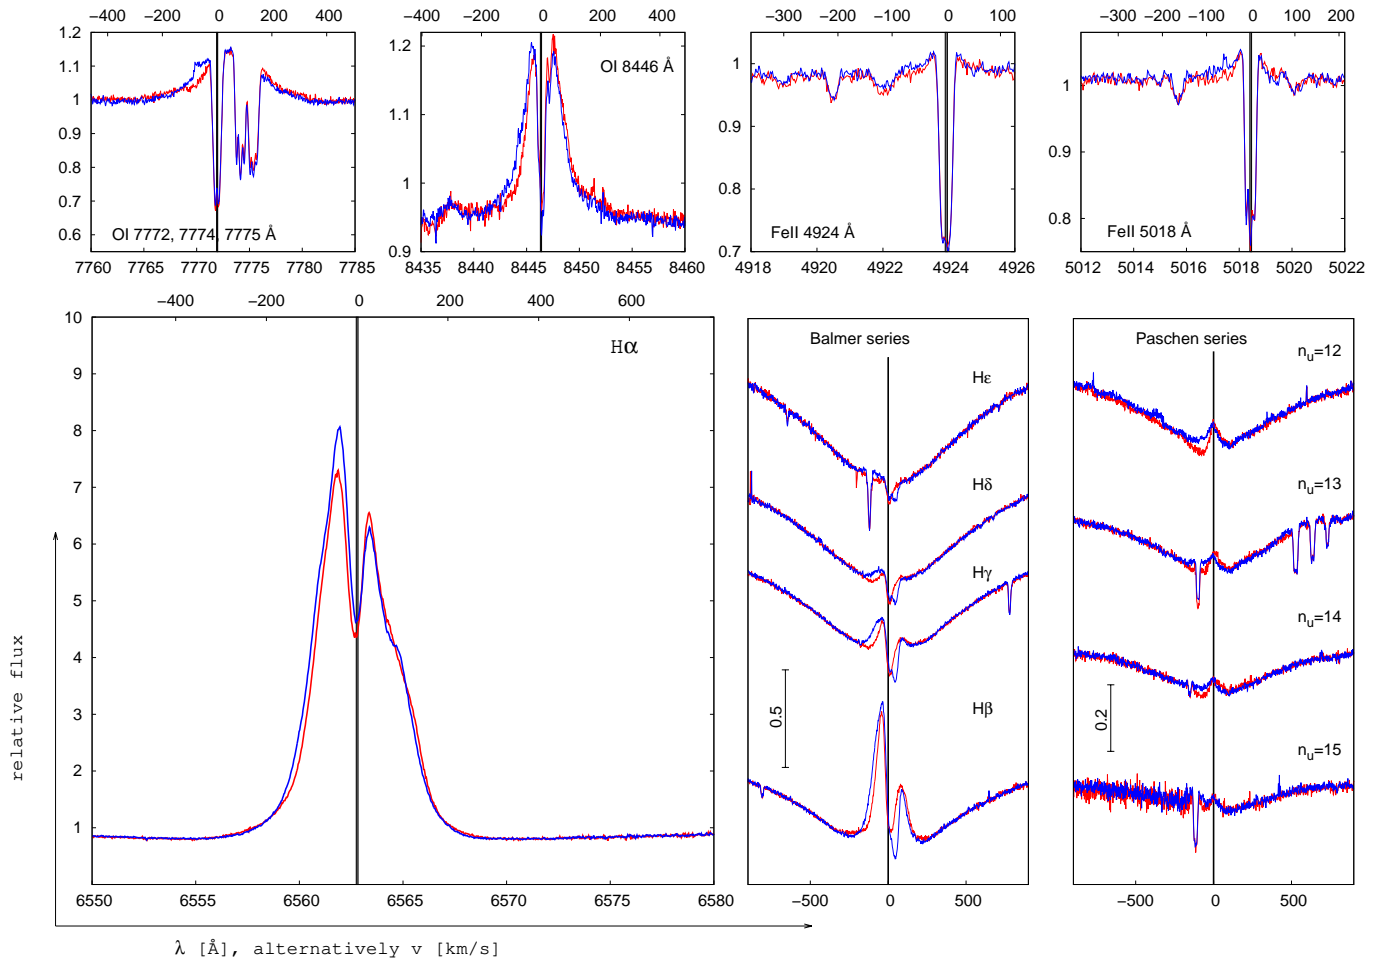 −400 −200 0 200 400
−400 −200 0 200 400
−300 −200 −100 0 100
−300 −200 −100 0 100 200
1.2
1.1
1
0.9
0.8
0.7
0.6
OI 7772, 7774, 7775 Å
7760 7765 7770 7775 7780 7785
1.2
1.1
1
0.9
OI 8446 Å
8435 8440 8445 8450 8455 8460
1
0.9
0.8
0.7
FeII 4924 Å
4918 4920 4922 4924 4926
1
0.9
0.8
FeII 5018 Å
5012 5014 5016 5018 5020 5022
−400 −200 0 200 400 600
10
9
8
7
6
5
4
3
2
1
Hα
6550 6555 6560 6565 6570 6575 6580
relative flux
λ [Å], alternatively v [km/s]
Balmer series
Hε
Hδ
Hγ
Hβ
0.5
−500 0 500
Paschen series
nu=12
nu=13
nu=14
nu=15
0.2
−500 0 500